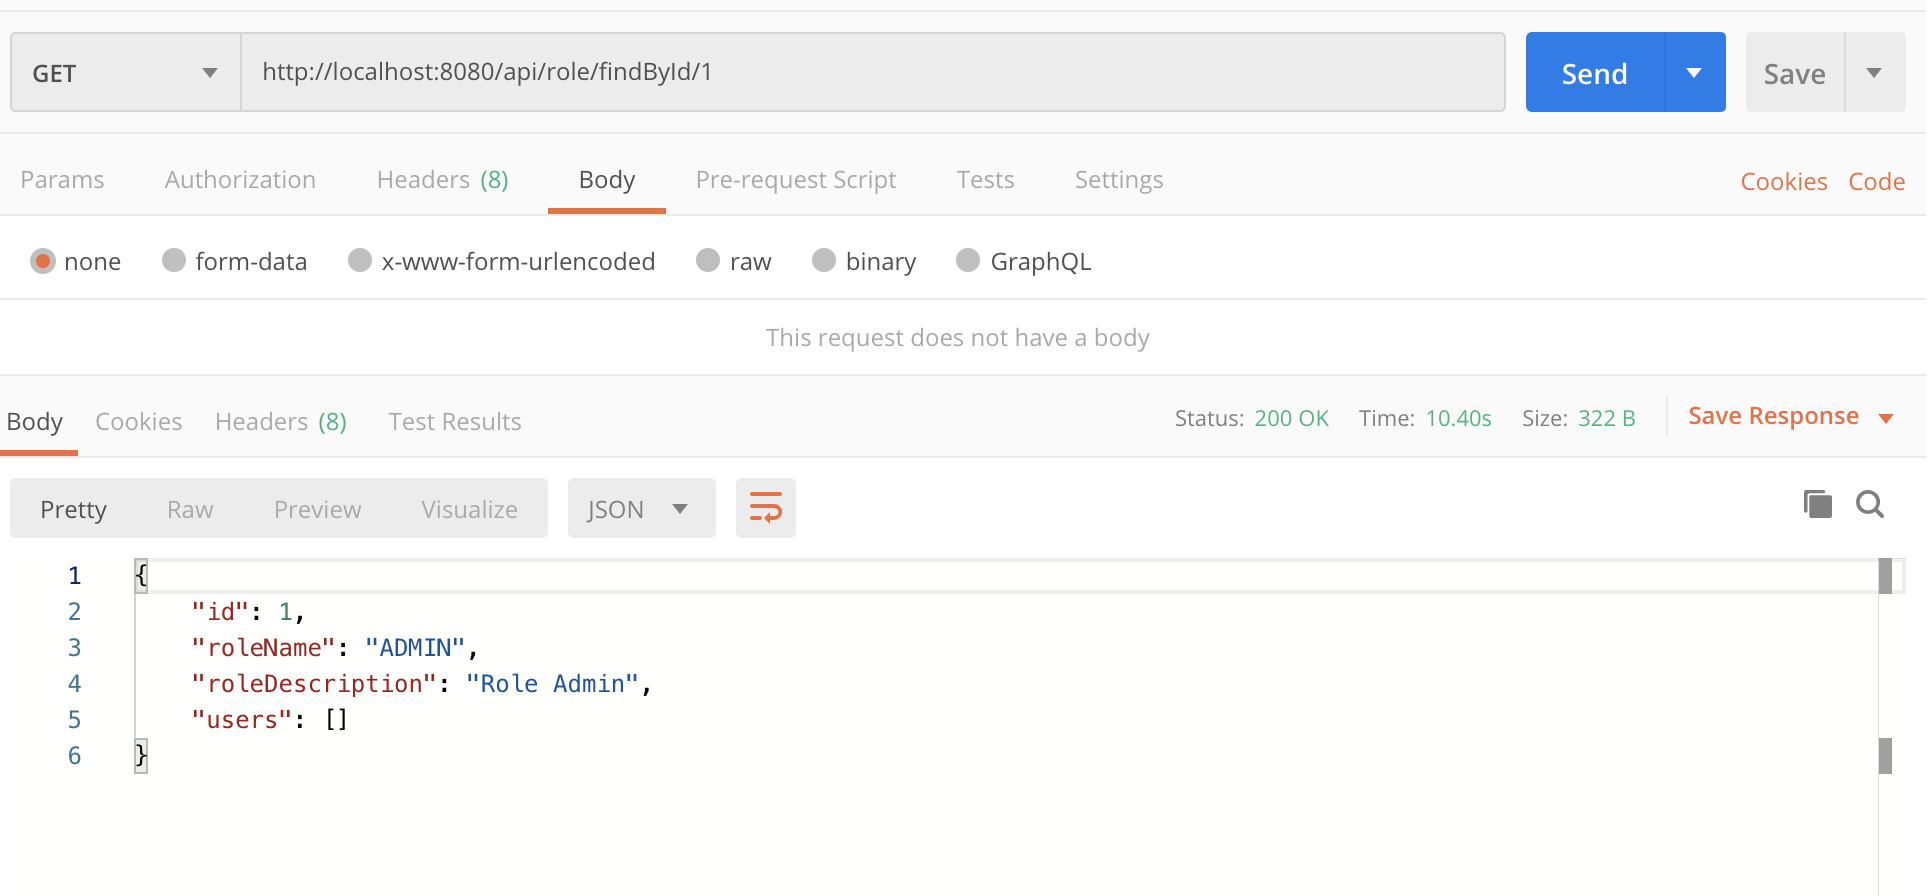 GET http://localhost:8080/api/role/findById/1 Send Save
Params Authorization Headers (8) Body Pre-request Script Tests Settings Cookies Code
none form-data x-www-form-urlencoded raw binary GraphQL
This request does not have a body
Body Cookies Headers (8) Test Results Status: 200 OK Time: 10.40s Size: 322 B Save Response
Pretty Raw Preview Visualize JSON
1 {
2 "id": 1,
3 "roleName": "ADMIN",
4 "roleDescription": "Role Admin",
5 "users": []
6 }